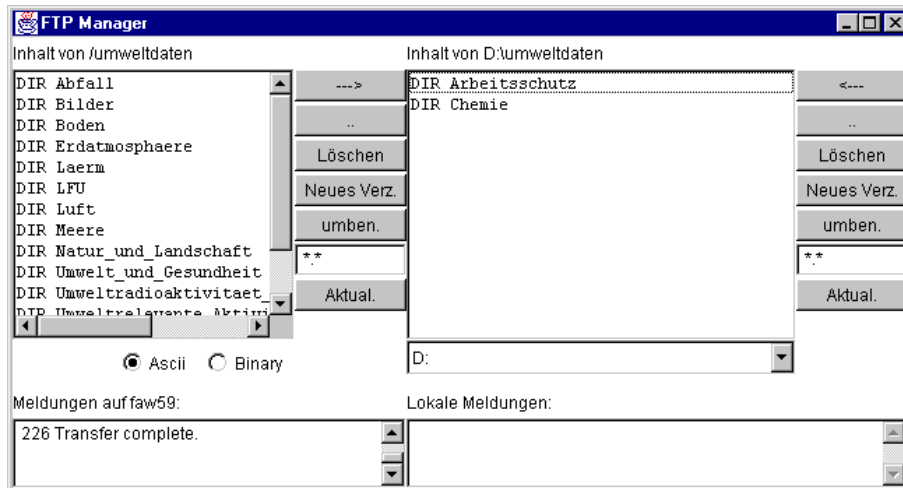 FTP Manager
Inhalt von /umweltdaten
DIR Abfall
DIR Bilder
DIR Boden
DIR Erdatmosphaere
DIR Laerm
DIR LFU
DIR Luft
DIR Meere
DIR Natur_und_Landschaft
DIR Umwelt_und_Gesundheit
DIR Umweltradioaktivitaet_
DIR Umweltrelevante_Aktivi
--->
..
Löschen
Neues Verz.
umben.
*.*
Aktual.
Inhalt von D:\umweltdaten
DIR Arbeitsschutz
DIR Chemie
D:
<---
..
Löschen
Neues Verz.
umben.
*.*
Aktual.
Ascii Binary
Meldungen auf faw59:
226 Transfer complete.
Lokale Meldungen: